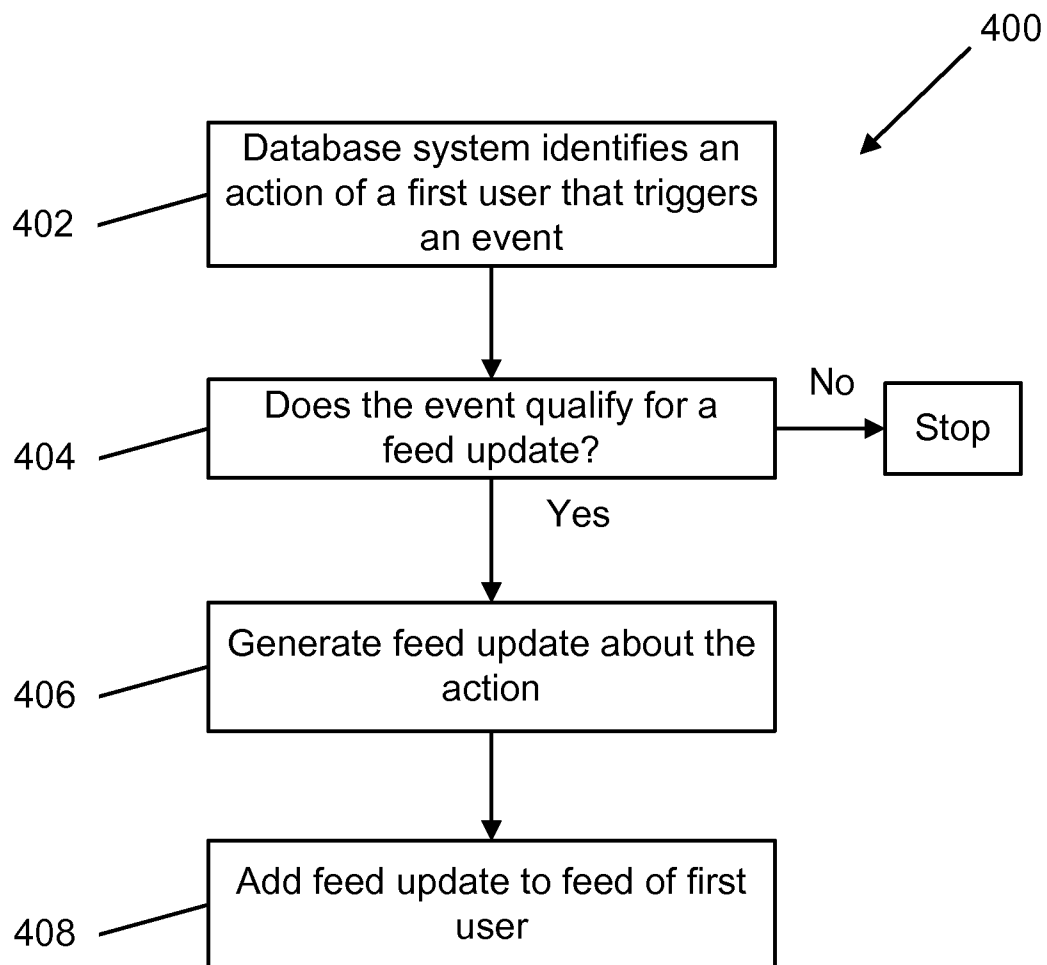 400
Database system identifies an
action of a first user that triggers
an event
402
Does the event qualify for a
feed update?
404
No
Stop
Yes
Generate feed update about the
action
406
Add feed update to feed of first
user
408